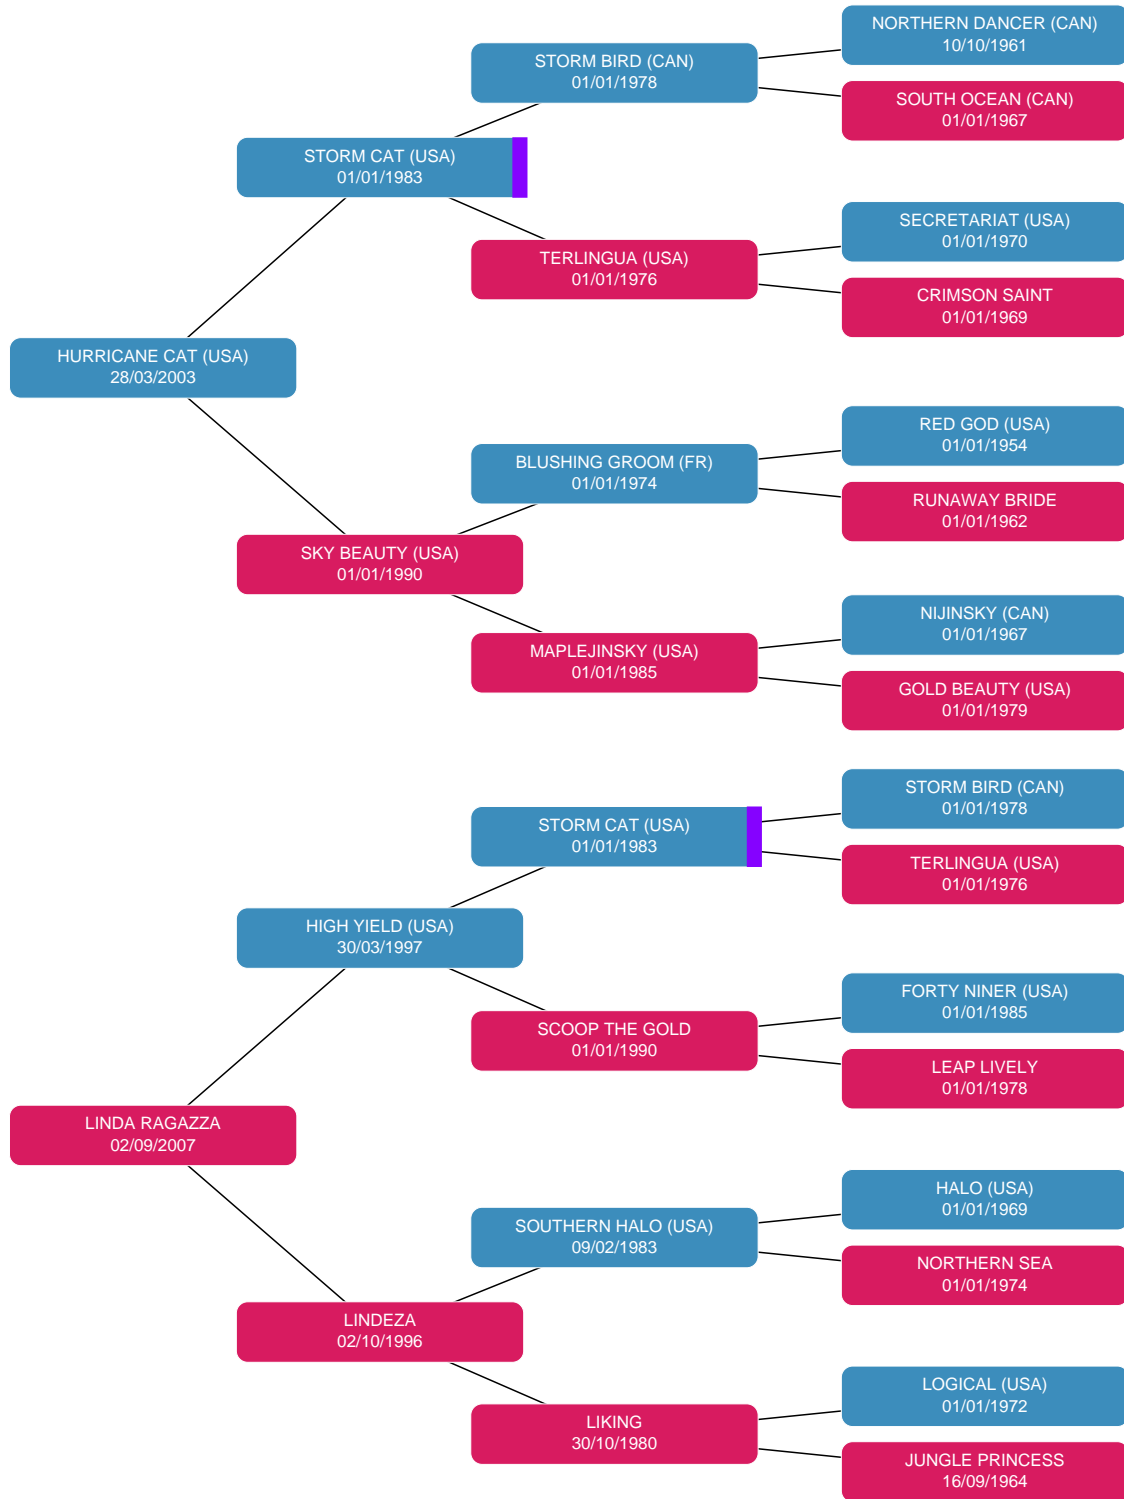 NORTHERN DANCER (CAN)
10/10/1961
STORM BIRD (CAN)
01/01/1978
SOUTH OCEAN (CAN)
01/01/1967
STORM CAT (USA)
01/01/1983
SECRETARIAT (USA)
01/01/1970
TERLINGUA (USA)
01/01/1976
CRIMSON SAINT
01/01/1969
HURRICANE CAT (USA)
28/03/2003
RED GOD (USA)
01/01/1954
BLUSHING GROOM (FR)
01/01/1974
RUNAWAY BRIDE
01/01/1962
SKY BEAUTY (USA)
01/01/1990
NIJINSKY (CAN)
01/01/1967
MAPLEJINSKY (USA)
01/01/1985
GOLD BEAUTY (USA)
01/01/1979
STORM BIRD (CAN)
01/01/1978
STORM CAT (USA)
01/01/1983
TERLINGUA (USA)
01/01/1976
HIGH YIELD (USA)
30/03/1997
FORTY NINER (USA)
01/01/1985
SCOOP THE GOLD
01/01/1990
LEAP LIVELY
01/01/1978
LINDA RAGAZZA
02/09/2007
HALO (USA)
01/01/1969
SOUTHERN HALO (USA)
09/02/1983
NORTHERN SEA
01/01/1974
LINDEZA
02/10/1996
LOGICAL (USA)
01/01/1972
LIKING
30/10/1980
JUNGLE PRINCESS
16/09/1964